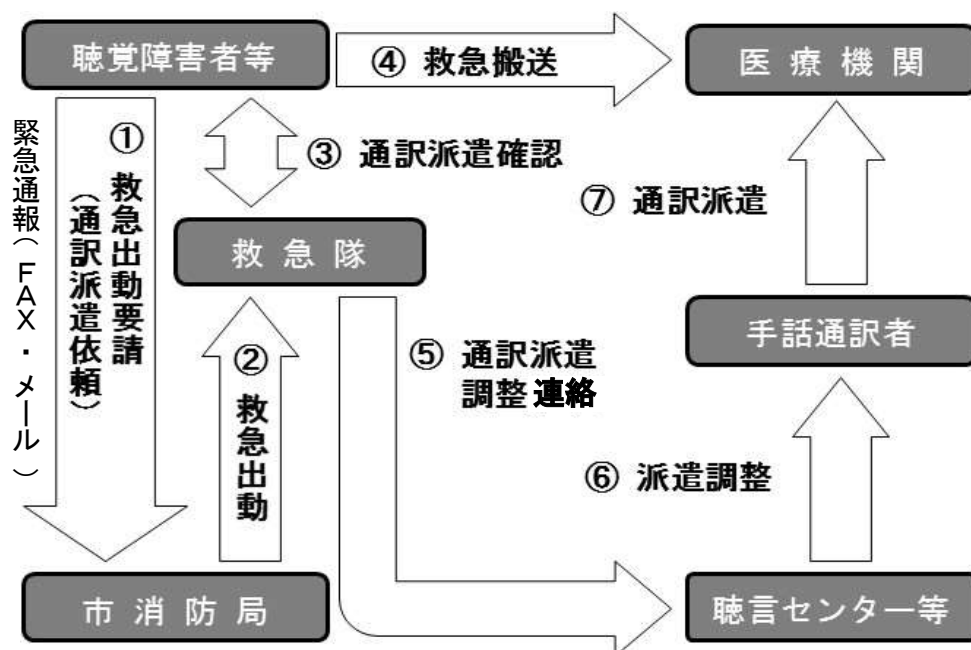 聴覚障害者等
④ 救急搬送
医療機関
緊急通報（ＦＡＸ・メール）
① 救急出動要請
（通訳派遣依頼）
③ 通訳派遣確認
⑦ 通訳派遣
救急隊
② 救急出動
⑤ 通訳派遣
調整連絡
手話通訳者
⑥ 派遣調整
市消防局
聴言センター等